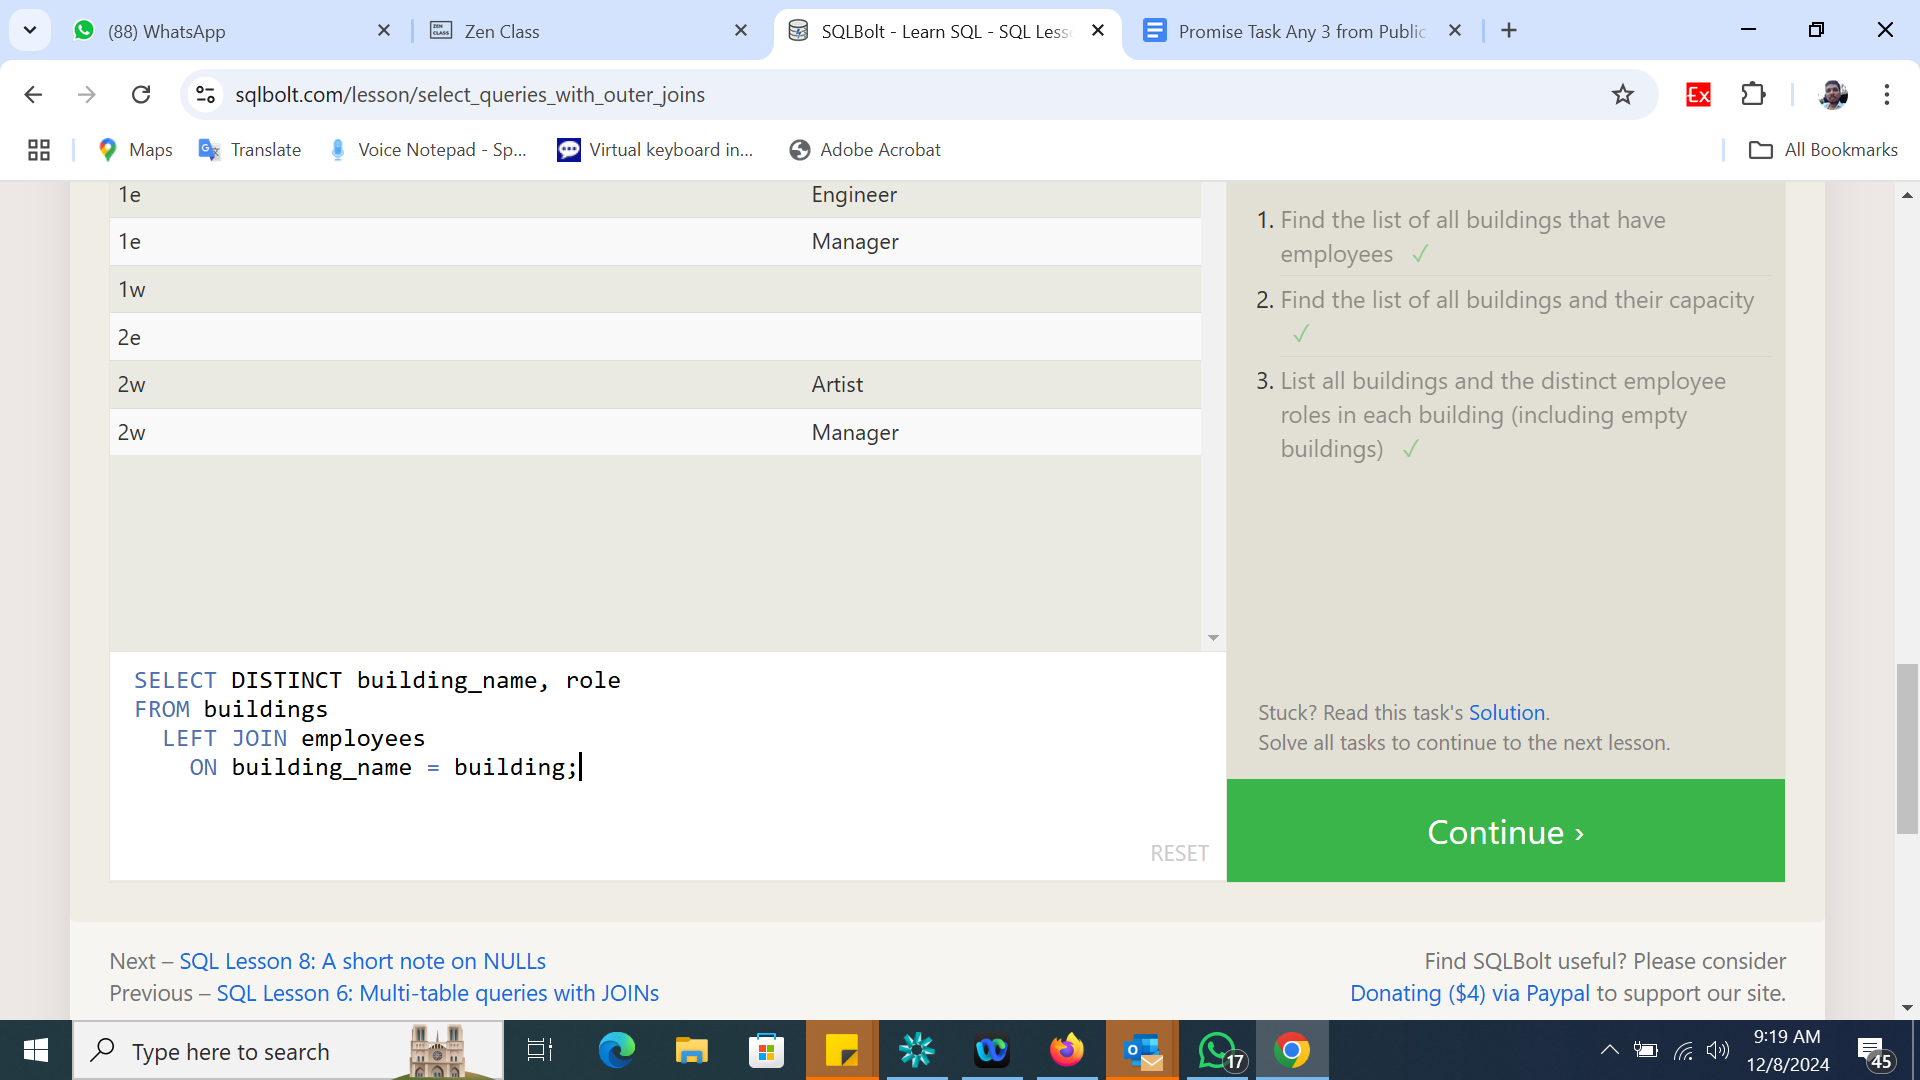 (88) WhatsApp
Zen Class
SQLBolt - Learn SQL - SQL Less
Promise Task Any 3 from Public
sqlbolt.com/lesson/select_queries_with_outer_joins
Ex
Maps
Translate
Voice Notepad - Sp...
Virtual keyboard in...
Adobe Acrobat
All Bookmarks
1e Engineer
1e Manager
1w
2e
2w Artist
2w Manager
1. Find the list of all buildings that have
employees ✓
2. Find the list of all buildings and their capacity
✓
3. List all buildings and the distinct employee
roles in each building (including empty
buildings) ✓
SELECT DISTINCT building_name, role
FROM buildings
LEFT JOIN employees
ON building_name = building;
RESET
Stuck? Read this task's Solution.
Solve all tasks to continue to the next lesson.
Continue ›
Next – SQL Lesson 8: A short note on NULLs
Previous – SQL Lesson 6: Multi-table queries with JOINs
Find SQLBolt useful? Please consider
Donating ($4) via Paypal to support our site.
Type here to search
17
9:19 AM
12/8/2024
45